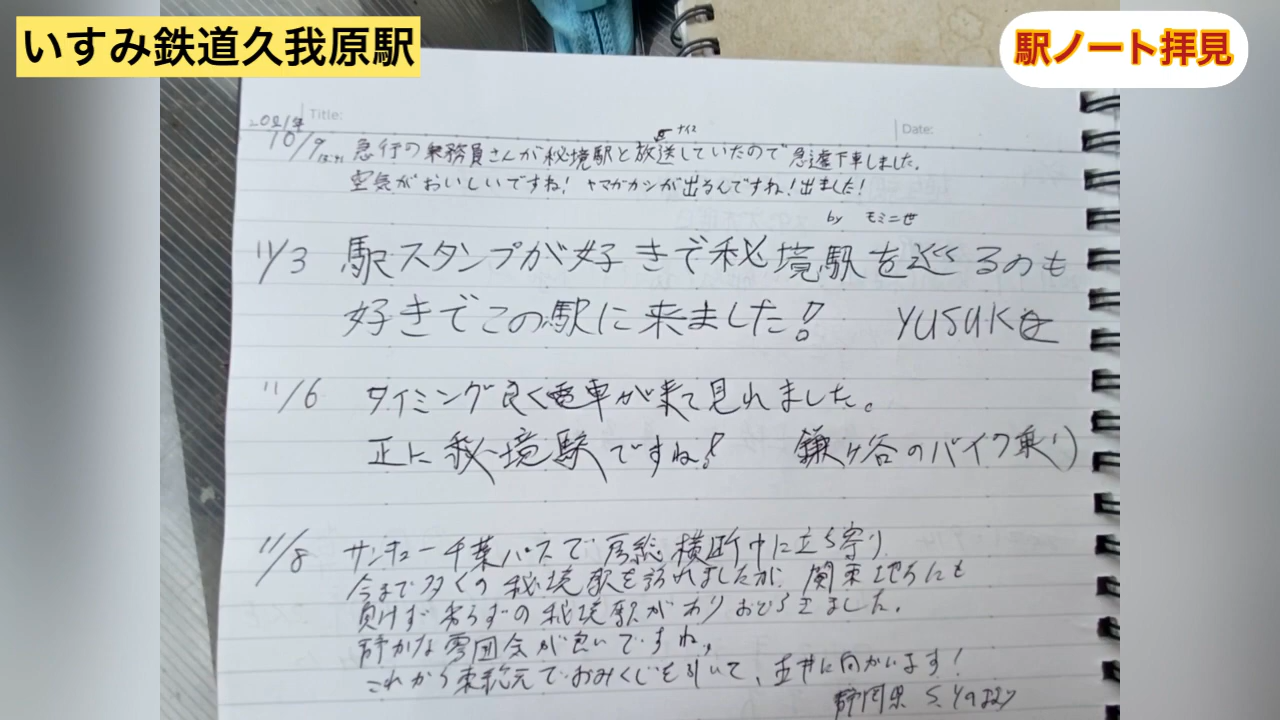 いすみ鉄道久我原駅
駅ノート拝見
Title:
Date:
2021年
10/9 急行の乗務員さんが秘境駅と放送していたので急遽下車しました。
ナイス
空気がおいしいですね！ヤマガカシが出るんですね！出ました！
by モミニ世
11/3 駅スタンプが好きで秘境駅を巡るのも
好きでこの駅に来ました！ YUSUKE
11/6 タイミング良く電車が来て見れました。
正に秘境駅ですね！ 鎌ヶ谷のバイク乗り
11/8 サンキュー千葉パスで房総横断中に立ち寄り
今まで多くの秘境駅を訪れましたが、関東地方にも
負けず劣らずの秘境駅がありおどろきました。
静かな雰囲気が良いですね。
これから東総元でおみくじを引いて、五井に向かいます！
静岡県 S.